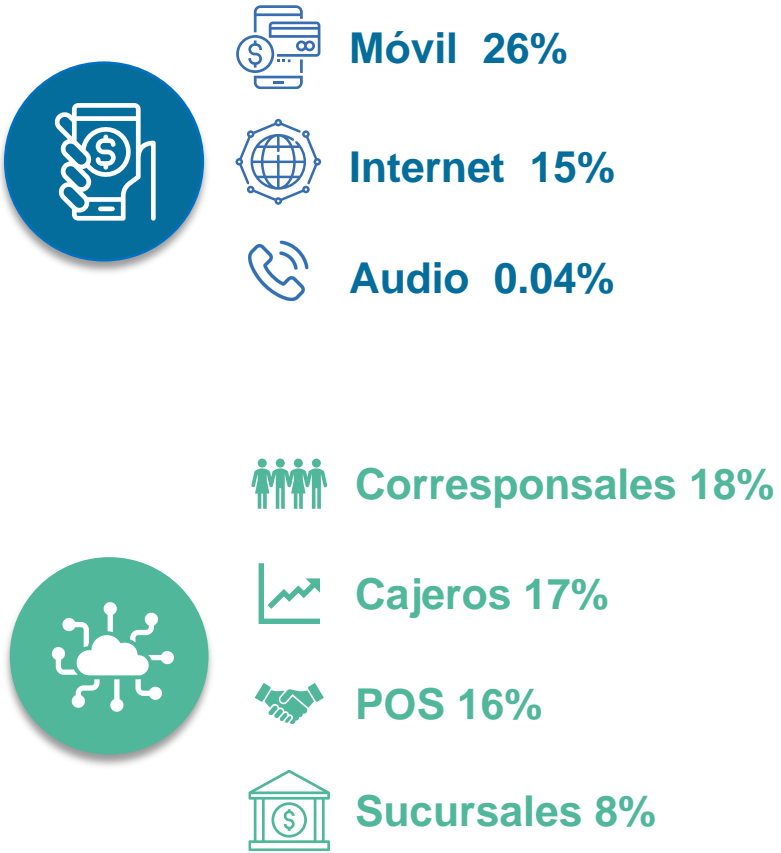 Móvil 26%
Internet 15%
Audio 0.04%
Corresponsales 18%
Cajeros 17%
POS 16%
Sucursales 8%